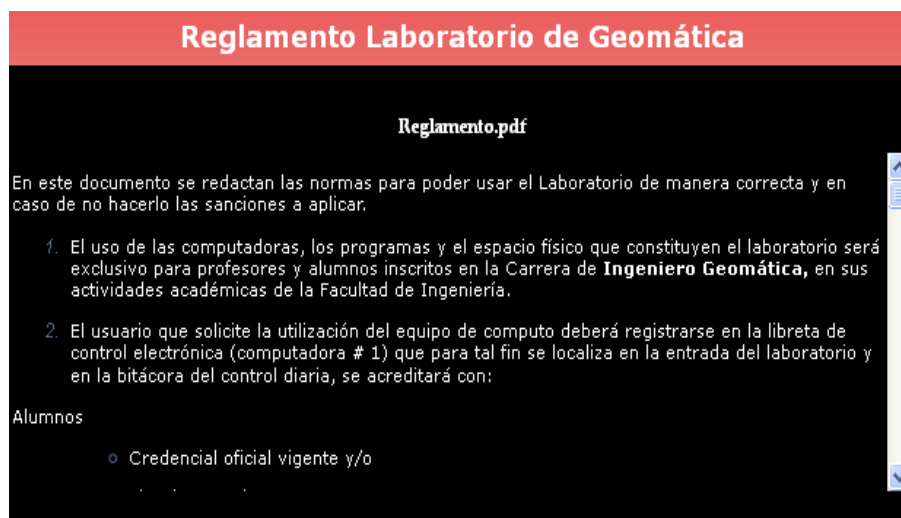 Reglamento Laboratorio de Geomática
Reglamento.pdf
En este documento se redactan las normas para poder usar el Laboratorio de manera correcta y en
caso de no hacerlo las sanciones a aplicar.
1. El uso de las computadoras, los programas y el espacio físico que constituyen el laboratorio será
exclusivo para profesores y alumnos inscritos en la Carrera de Ingeniero Geomática, en sus
actividades académicas de la Facultad de Ingeniería.
2. El usuario que solicite la utilización del equipo de computo deberá registrarse en la libreta de
control electrónica (computadora # 1) que para tal fin se localiza en la entrada del laboratorio y
en la bitácora del control diaria, se acreditará con:
Alumnos
Credencial oficial vigente y/o